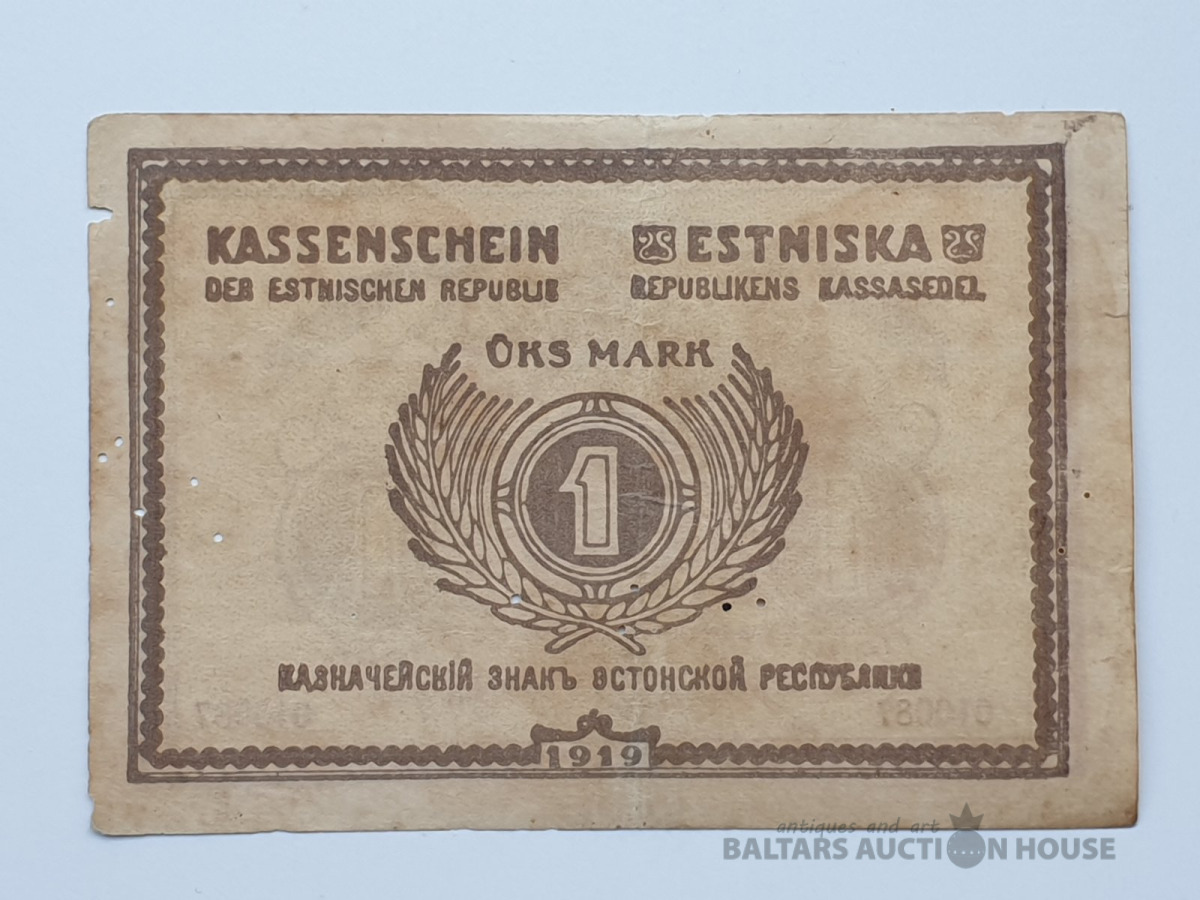 KASSENSCHEIN
DER ESTNISCHEN REPUBLIK
ESTNISKA
REPUBLIKENS KASSASEDEL
ÜKS MARK
1
КАЗНАЧЕЙСКІЙ ЗНАКЪ ЭСТОНСКОЙ РЕСПУБЛИКИ
1919
antiques and art
BALTARS AUCTION HOUSE